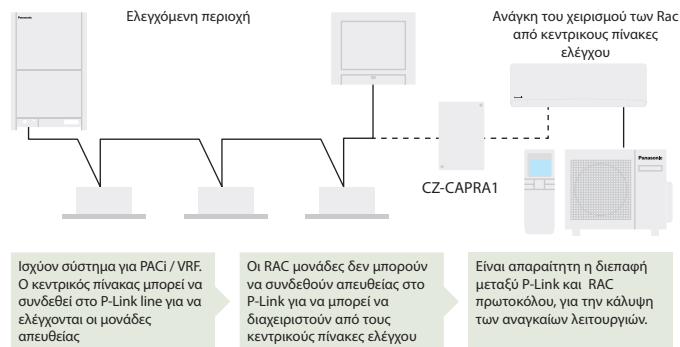 Panasonic
Ελεγχόμενη περιοχή
Ανάγκη του χειρισμού των Rac
από κεντρικους πίνακες
ελέγχου
CZ-CAPRA1
Panasonic
Ισχύον σύστημα για PACi / VRF.
Ο κεντρικός πίνακας μπορεί να
συνδεθεί στο P-Link line για να
ελέγχονται οι μονάδες
απευθείας
Οι RAC μονάδες δεν μπορούν
να συνδεθούν απευθείας στο
P-Link για να μπορεί να
διαχειριστούν από τους
κεντρικούς πίνακες ελέγχου
Είναι απαραίτητη η διεπαφή
μεταξύ P-Link και RAC
πρωτοκόλου, για την κάλυψη
των αναγκαίων λειτουργιών.